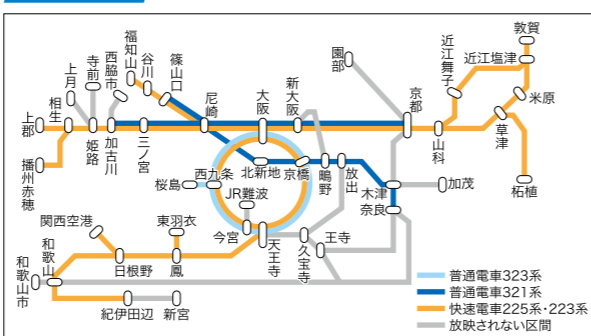 敦賀
近江塩津
近江舞子
米原
草津
柘植
山科
京都
園部
新大阪
大阪
尼崎
篠山口
谷川
福知山
西脇市
寺前
上月
相生
上郡
播州赤穂
姫路
加古川
三ノ宮
北新地
京橋
鴫野
放出
木津
加茂
奈良
桜島
西九条
JR難波
今宮
天王寺
久宝寺
王寺
関西空港
東羽衣
日根野
鳳
和歌山
和歌山市
紀伊田辺
新宮
普通電車323系
普通電車321系
快速電車225系・223系
放映されない区間